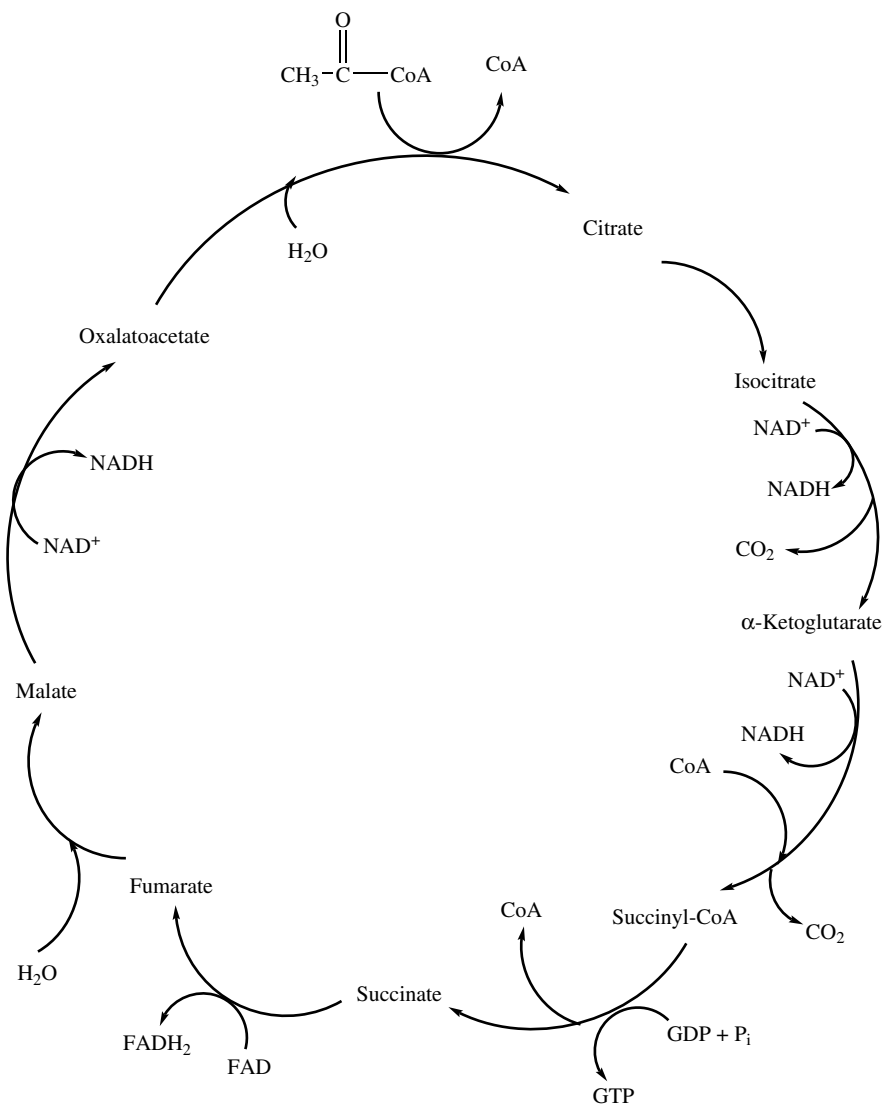 O
CH₃-C—CoA
CoA
Citrate
H₂O
Oxalatoacetate
Isocitrate
NAD⁺
NADH
CO₂
α-Ketoglutarate
NAD⁺
NADH
CoA
CO₂
Succinyl-CoA
CoA
GDP + Pᵢ
GTP
Succinate
FADH₂
FAD
Fumarate
H₂O
Malate
NAD⁺
NADH